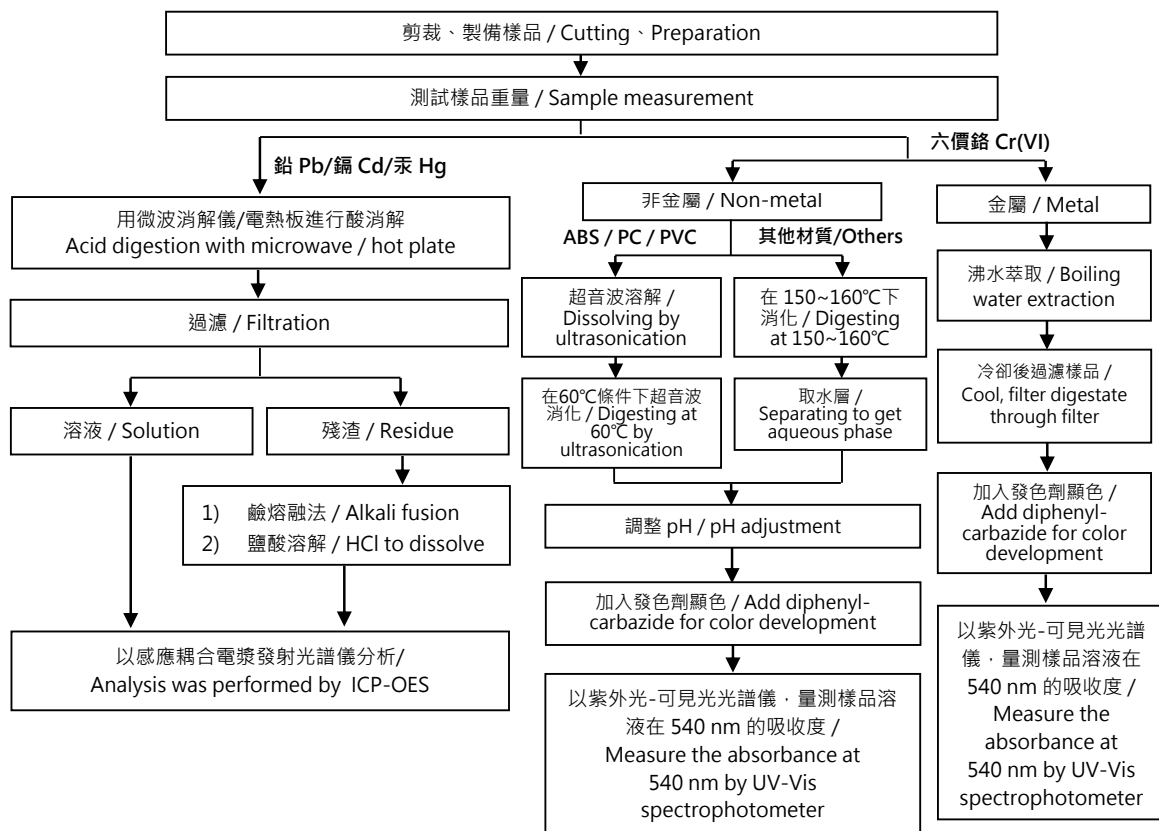 剪裁、製備樣品 / Cutting、Preparation
測試樣品重量 / Sample measurement
鉛 Pb/鎘 Cd/汞 Hg
六價鉻 Cr(VI)
用微波消解儀/電熱板進行酸消解
Acid digestion with microwave / hot plate
過濾 / Filtration
溶液 / Solution
殘渣 / Residue
1) 鹼熔融法 / Alkali fusion
2) 鹽酸溶解 / HCl to dissolve
以感應耦合電漿發射光譜儀分析/
Analysis was performed by ICP-OES
非金屬 / Non-metal
ABS / PC / PVC
其他材質/Others
超音波溶解 /
Dissolving by
ultrasonication
在60℃條件下超音波
消化 / Digesting at
60℃ by
ultrasonication
在 150~160℃下
消化 / Digesting
at 150~160℃
取水層 /
Separating to get
aqueous phase
調整 pH / pH adjustment
加入發色劑顯色 / Add diphenyl-
carbazide for color development
以紫外光-可見光光譜儀，量測樣品溶
液在 540 nm 的吸收度 /
Measure the absorbance at
540 nm by UV-Vis
spectrophotometer
金屬 / Metal
沸水萃取 / Boiling
water extraction
冷卻後過濾樣品 /
Cool, filter digestate
through filter
加入發色劑顯色 /
Add diphenyl-
carbazide for color
development
以紫外光-可見光光譜
儀，量測樣品溶液在
540 nm 的吸收度 /
Measure the
absorbance at
540 nm by UV-Vis
spectrophotometer